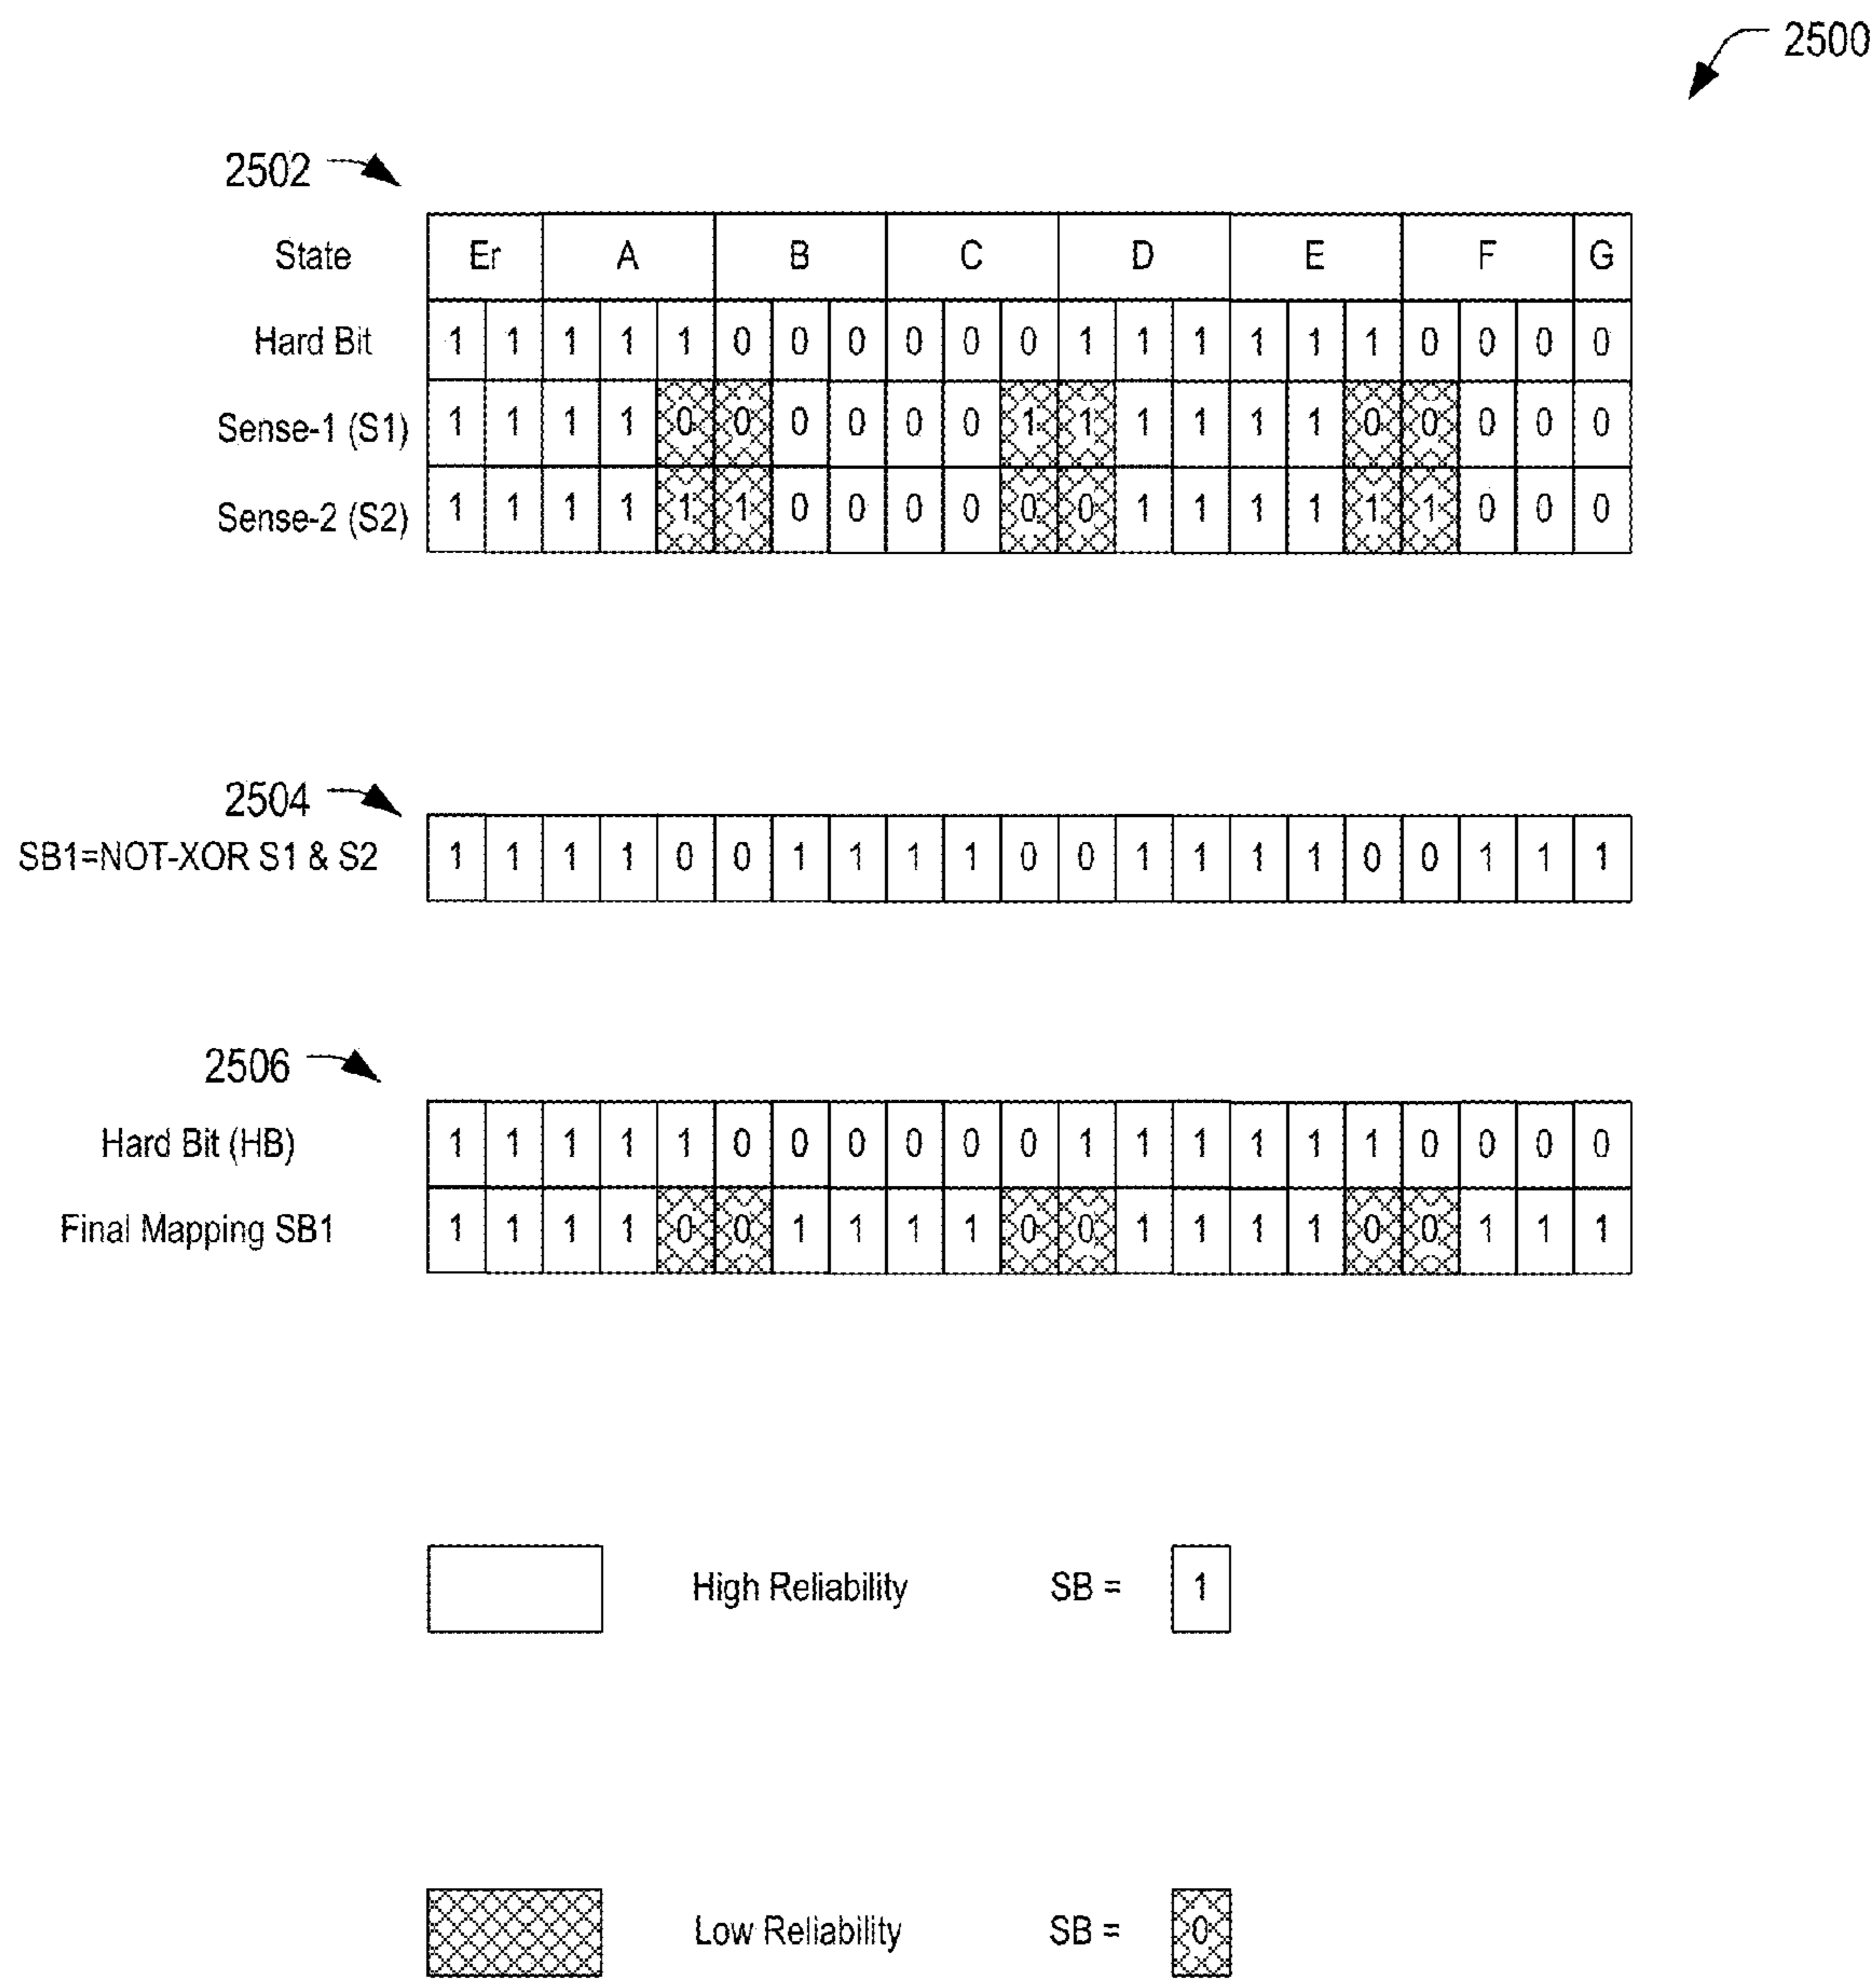 2500
2502
State Er A B C D E F G
Hard Bit 1 1 1 1 1 0 0 0 0 0 0 1 1 1 1 1 1 0 0 0 0
Sense-1 (S1) 1 1 1 1 0 0 0 0 0 0 1 1 1 1 1 1 0 0 0 0 0
Sense-2 (S2) 1 1 1 1 1 1 0 0 0 0 0 0 1 1 1 1 1 1 0 0 0
2504
SB1=NOT-XOR S1 & S2 1 1 1 1 0 0 1 1 1 1 0 0 1 1 1 1 0 0 1 1 1
2506
Hard Bit (HB) 1 1 1 1 1 0 0 0 0 0 0 1 1 1 1 1 1 0 0 0 0
Final Mapping SB1 1 1 1 1 0 0 1 1 1 1 0 0 1 1 1 1 0 0 1 1 1
High Reliability SB = 1
Low Reliability SB = 0